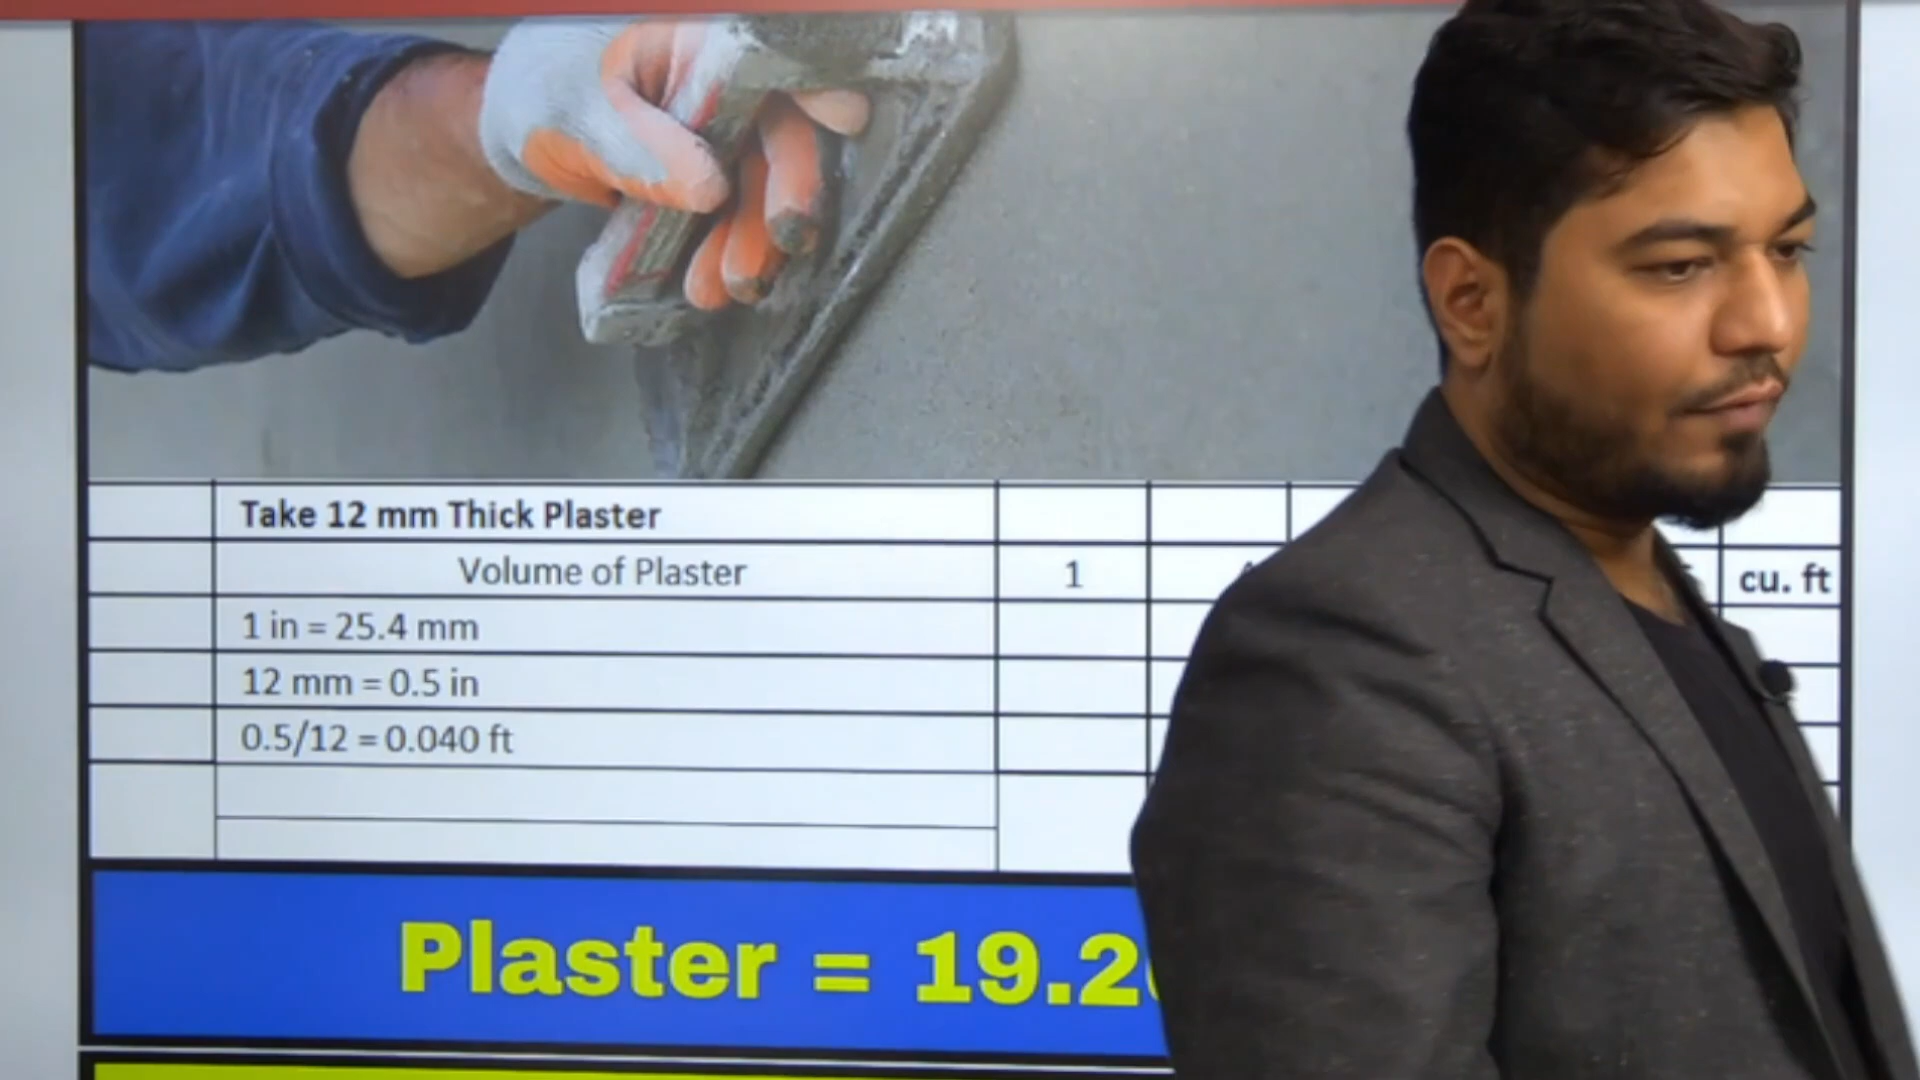 Take 12 mm Thick Plaster
Volume of Plaster 1 cu. ft
1 in = 25.4 mm
12 mm = 0.5 in
0.5/12 = 0.040 ft
Plaster = 19.2